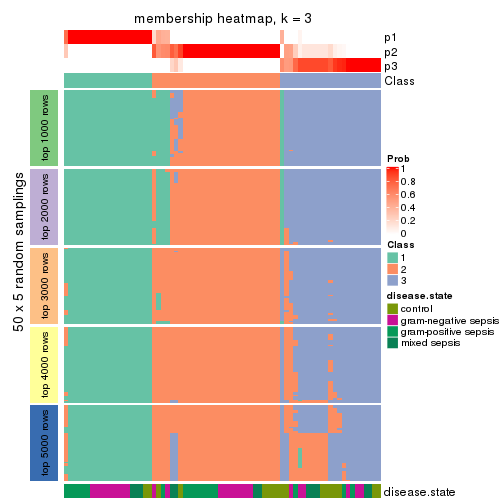 membership heatmap, k = 3
p1
p2
p3
Class
50 x 5 random samplings
top 1000 rows
top 2000 rows
top 3000 rows
top 4000 rows
top 5000 rows
Prob
1
0.8
0.6
0.4
0.2
0
Class
1
2
3
disease.state
control
gram-negative sepsis
gram-positive sepsis
mixed sepsis
disease.state